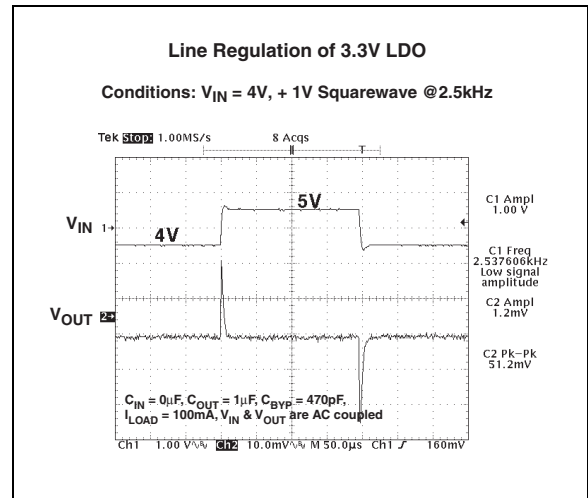 Line Regulation of 3.3V LDO
Conditions: VIN = 4V, + 1V Squarewave @2.5kHz
Tek Stop: 1.00MS/s 8 Acqs
T
VIN 1→
4V
5V
C1 Ampl
1.00 V
C1 Freq
2.537606kHz
Low signal
amplitude
VOUT 2→
C2 Ampl
1.2mV
C2 Pk–Pk
51.2mV
CIN = 0μF, COUT = 1μF, CBYP = 470pF,
ILOAD = 100mA, VIN & VOUT are AC coupled
Ch1 1.00 V Ch2 10.0mV M 50.0μs Ch1 160mV